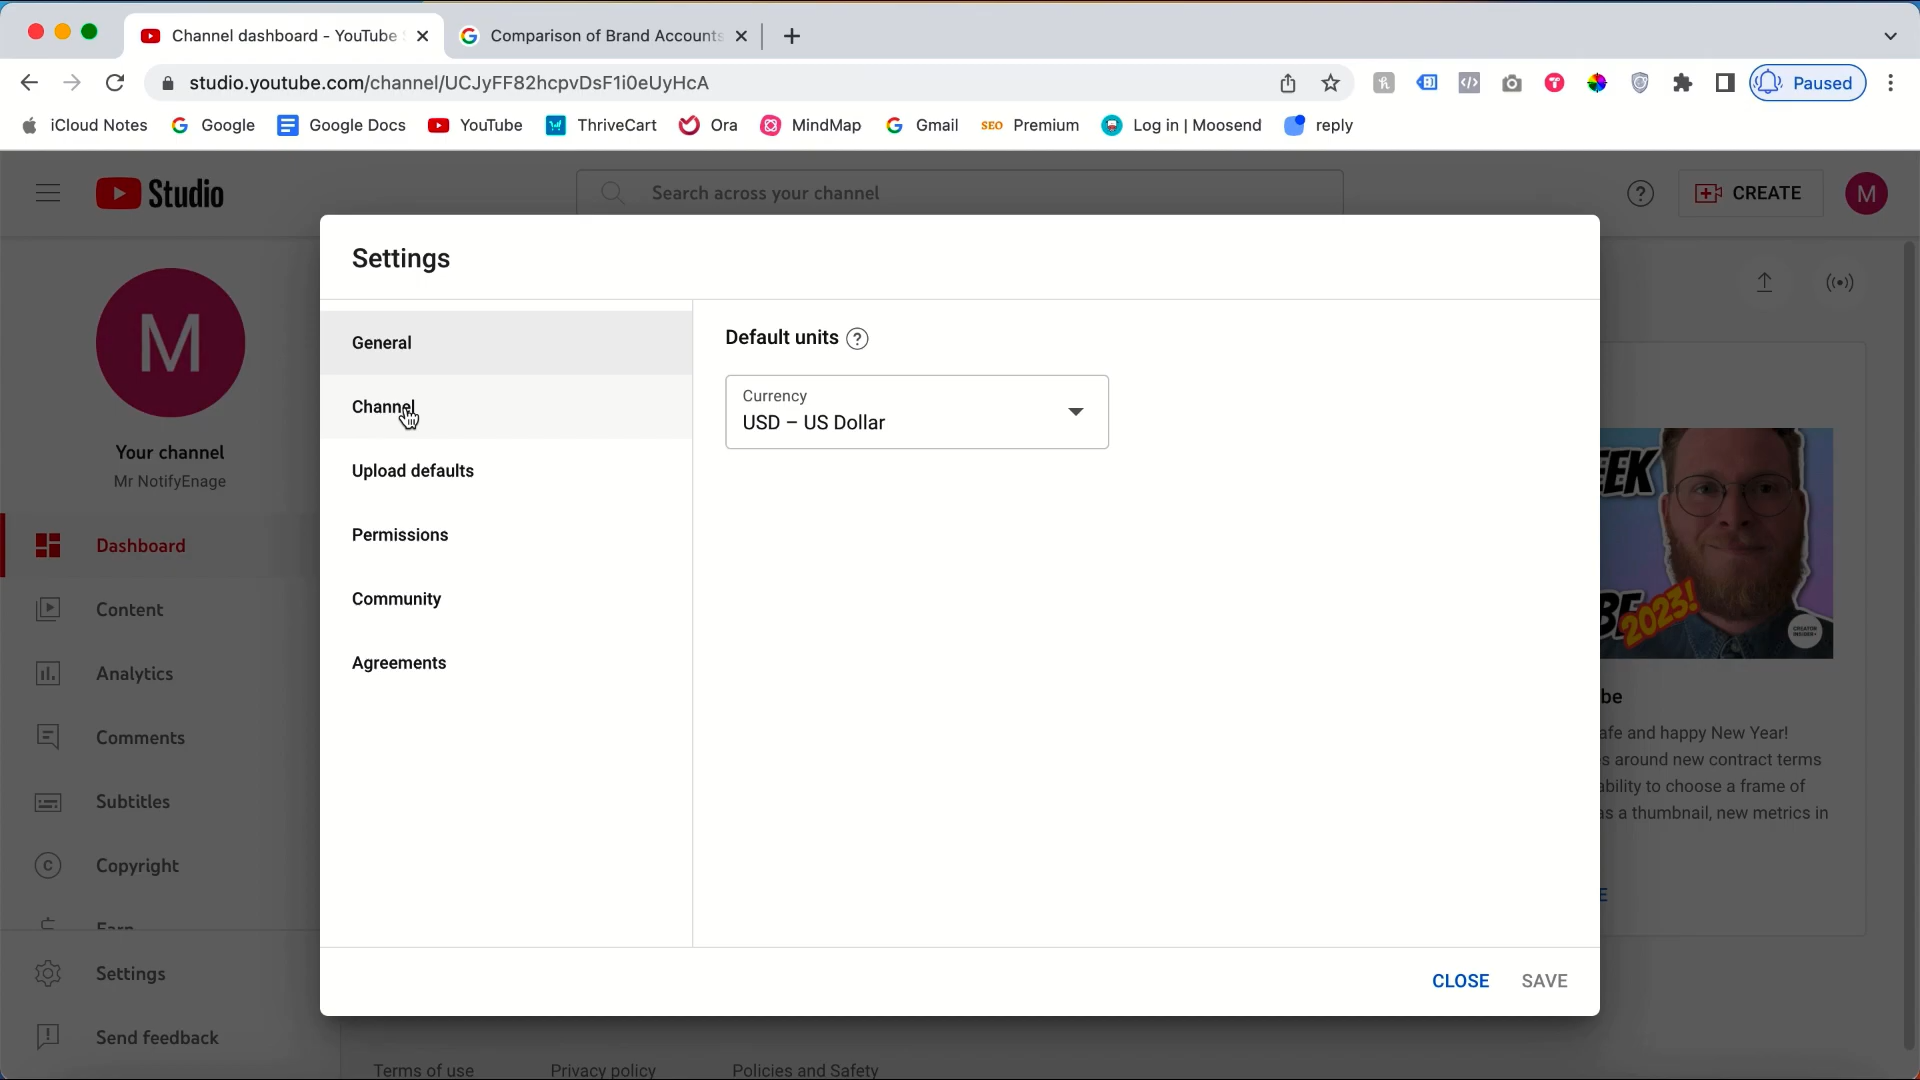 Channel dashboard - YouTube S
Comparison of Brand Accounts
studio.youtube.com/channel/UCJyFF82hcpvDsF1i0eUyHcA
Paused
iCloud Notes
Google
Google Docs
YouTube
ThriveCart
Ora
MindMap
Gmail
SEO Premium
Log in | Moosend
reply
Studio
Search across your channel
CREATE
M
M
Your channel
Mr NotifyEnage
Dashboard
Content
Analytics
Comments
Subtitles
Copyright
Earn
Settings
Send feedback
Settings
General
Channel
Upload defaults
Permissions
Community
Agreements
Default units
Currency
USD – US Dollar
CLOSE
SAVE
EEK
BE 2023!
CREATOR
INSIDER
be
afe and happy New Year!
s around new contract terms
ability to choose a frame of
as a thumbnail, new metrics in
E
Terms of use
Privacy policy
Policies and Safety